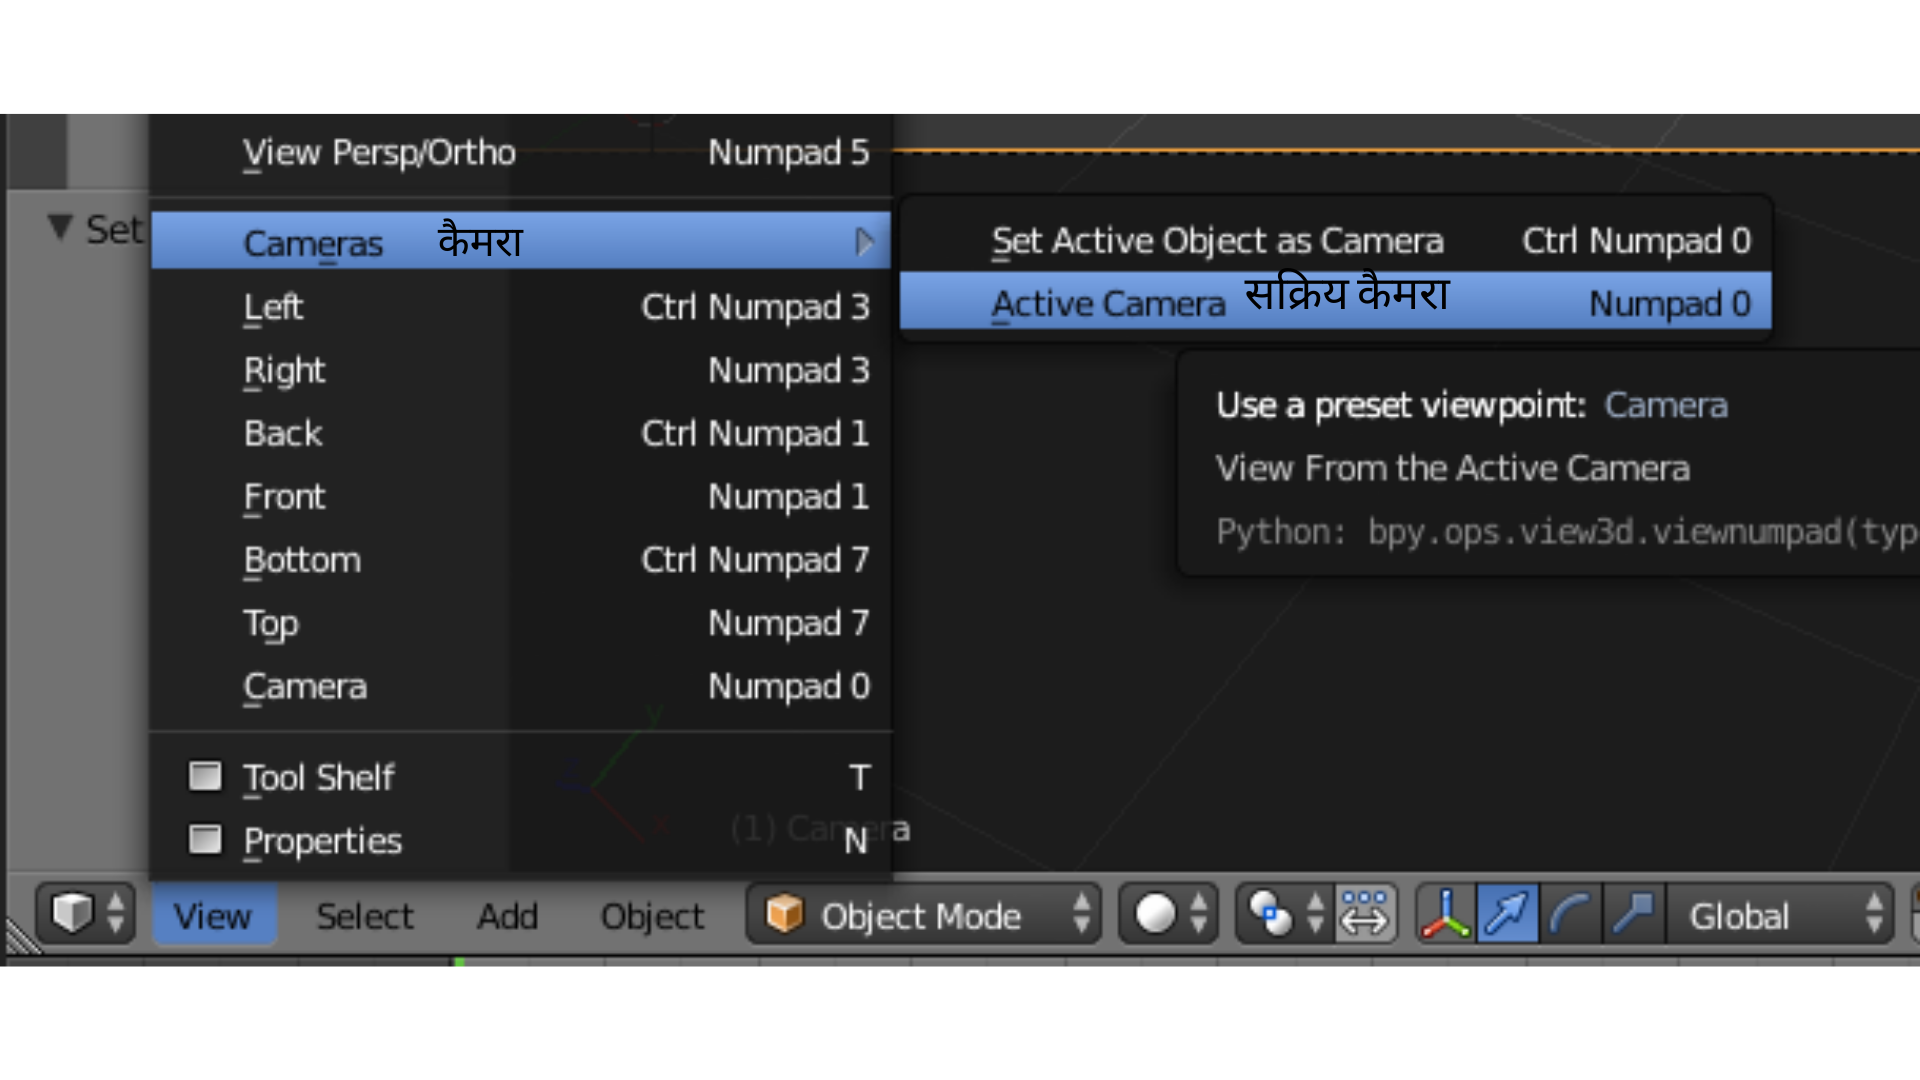 View Persp/Ortho Numpad 5
Set
Cameras कैमरा
Set Active Object as Camera Ctrl Numpad 0
Active Camera सक्रिय कैमरा Numpad 0
Left Ctrl Numpad 3
Right Numpad 3
Back Ctrl Numpad 1
Front Numpad 1
Bottom Ctrl Numpad 7
Top Numpad 7
Camera Numpad 0
Use a preset viewpoint: Camera
View From the Active Camera
Python: bpy.ops.view3d.viewnumpad(typ
Tool Shelf T
Properties N
(1) Camera
View Select Add Object Object Mode Global